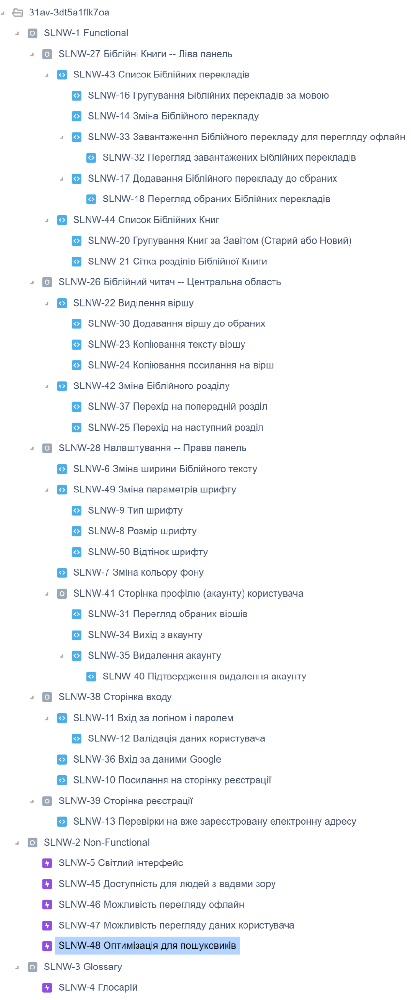 31av-3dt5a1flk7oa
SLNW-1 Functional
SLNW-27 Біблійні Книги -- Ліва панель
SLNW-43 Список Біблійних перекладів
SLNW-16 Групування Біблійних перекладів за мовою
SLNW-14 Зміна Біблійного перекладу
SLNW-33 Завантаження Біблійного перекладу для перегляду офлайн
SLNW-32 Перегляд завантажених Біблійних перекладів
SLNW-17 Додавання Біблійного перекладу до обраних
SLNW-18 Перегляд обраних Біблійних перекладів
SLNW-44 Список Біблійних Книг
SLNW-20 Групування Книг за Завітом (Старий або Новий)
SLNW-21 Сітка розділів Біблійної Книги
SLNW-26 Біблійний читач -- Центральна область
SLNW-22 Виділення віршу
SLNW-30 Додавання віршу до обраних
SLNW-23 Копіювання тексту віршу
SLNW-24 Копіювання посилання на вірш
SLNW-42 Зміна Біблійного розділу
SLNW-37 Перехід на попередній розділ
SLNW-25 Перехід на наступний розділ
SLNW-28 Налаштування -- Права панель
SLNW-6 Зміна ширини Біблійного тексту
SLNW-49 Зміна параметрів шрифту
SLNW-9 Тип шрифту
SLNW-8 Розмір шрифту
SLNW-50 Відтінок шрифту
SLNW-7 Зміна кольору фону
SLNW-41 Сторінка профілю (акаунту) користувача
SLNW-31 Перегляд обраних віршів
SLNW-34 Вихід з акаунту
SLNW-35 Видалення акаунту
SLNW-40 Підтвердження видалення акаунту
SLNW-38 Сторінка входу
SLNW-11 Вхід за логіном і паролем
SLNW-12 Валідація даних користувача
SLNW-36 Вхід за даними Google
SLNW-10 Посилання на сторінку реєстрації
SLNW-39 Сторінка реєстрації
SLNW-13 Перевірки на вже зареєстровану електронну адресу
SLNW-2 Non-Functional
SLNW-5 Світлий інтерфейс
SLNW-45 Доступність для людей з вадами зору
SLNW-46 Можливість перегляду офлайн
SLNW-47 Можливість перегляду даних користувача
SLNW-48 Оптимізація для пошуковиків
SLNW-3 Glossary
SLNW-4 Глосарій